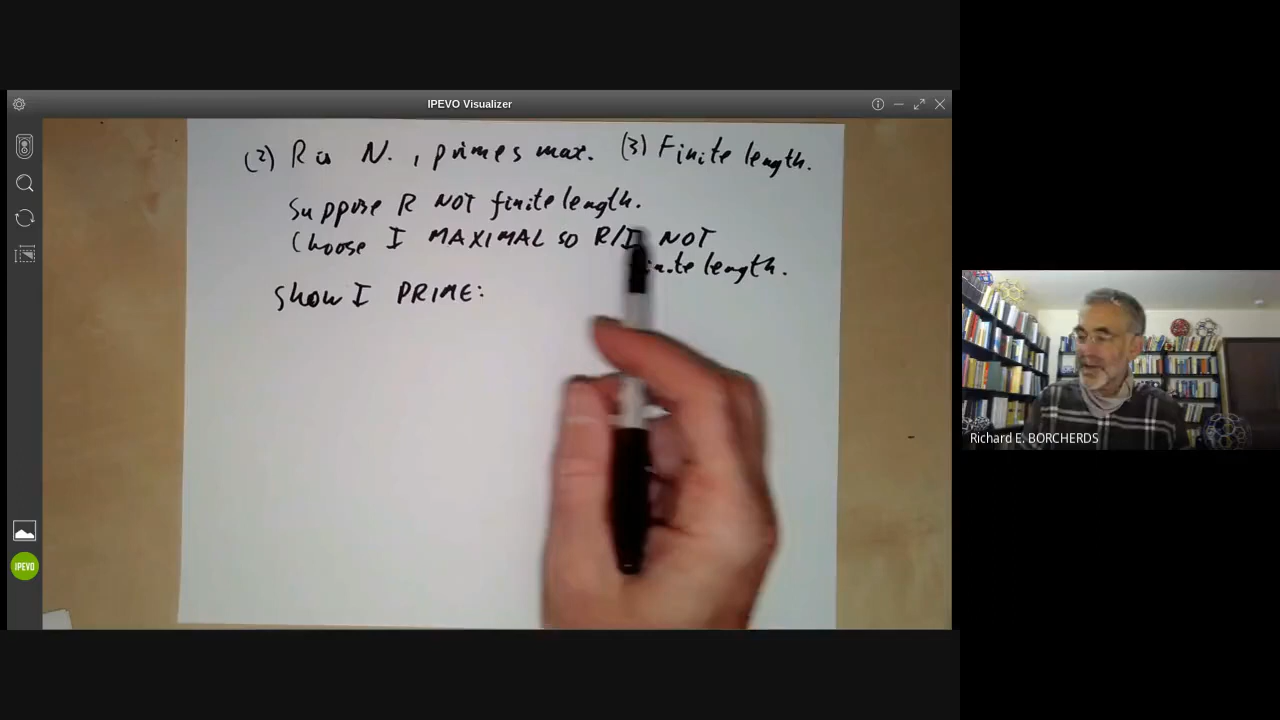 IPEVO Visualizer
(2) R is N. , primes max. (3) Finite length.
Suppose R NOT finite length.
Choose I MAXIMAL so R/I NOT
length.
Show I PRIME:
Richard E. BORCHERDS
IPEVO